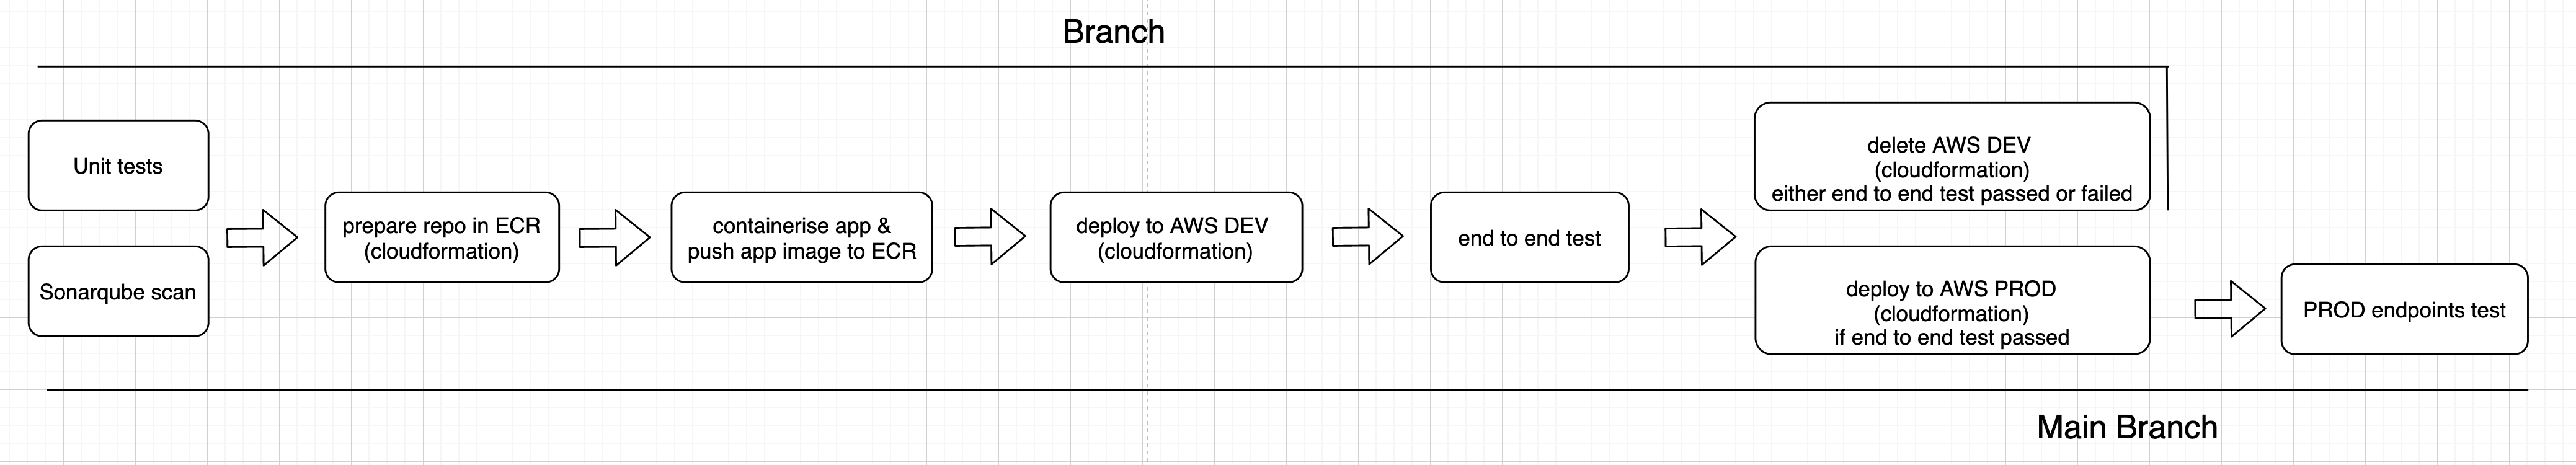 Branch
Unit tests
Sonarqube scan
prepare repo in ECR
(cloudformation)
containerise app &
push app image to ECR
deploy to AWS DEV
(cloudformation)
end to end test
delete AWS DEV
(cloudformation)
either end to end test passed or failed
deploy to AWS PROD
(cloudformation)
if end to end test passed
PROD endpoints test
Main Branch